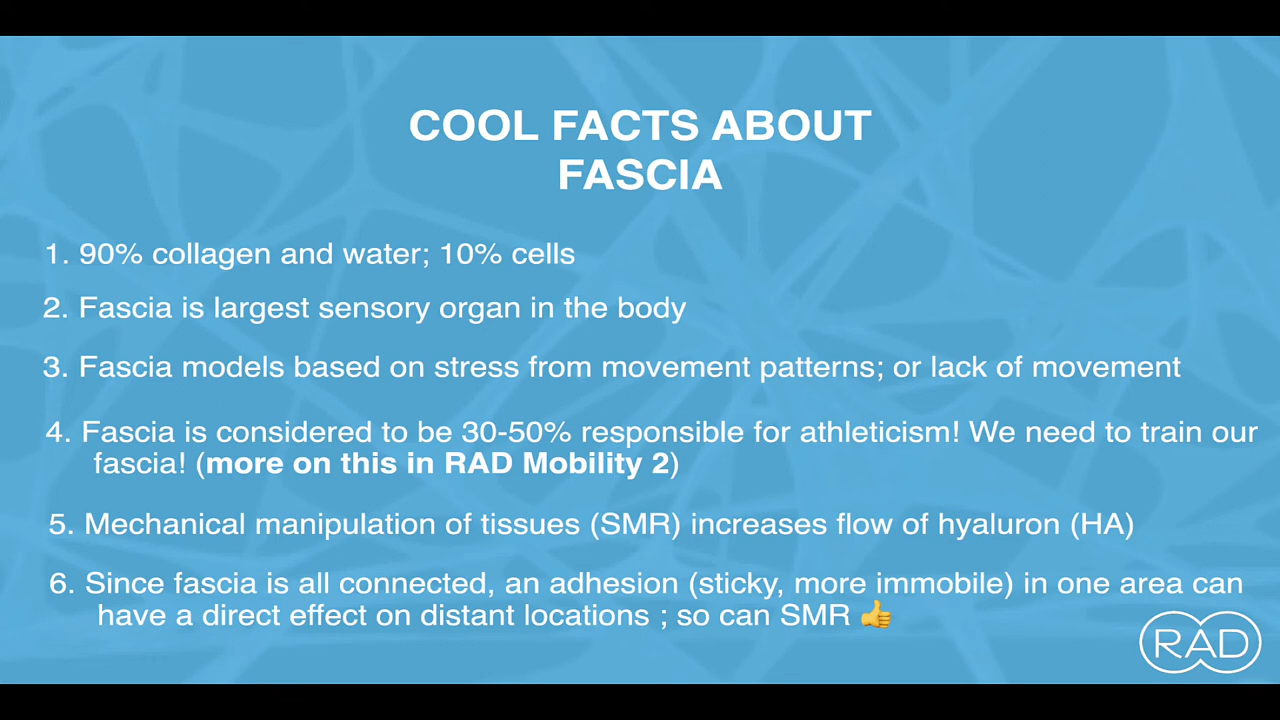 COOL FACTS ABOUT
FASCIA
1. 90% collagen and water; 10% cells
2. Fascia is largest sensory organ in the body
3. Fascia models based on stress from movement patterns; or lack of movement
4. Fascia is considered to be 30-50% responsible for athleticism! We need to train our
fascia! (more on this in RAD Mobility 2)
5. Mechanical manipulation of tissues (SMR) increases flow of hyaluron (HA)
6. Since fascia is all connected, an adhesion (sticky, more immobile) in one area can
have a direct effect on distant locations ; so can SMR 👍
RAD